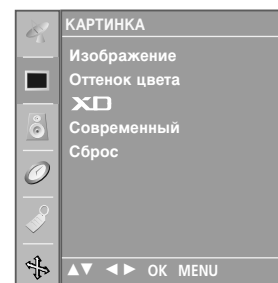 КАРТИНКА
Изображение
Оттенок цвета
XD
Современный
Сброс
▲▼ ◄► OK MENU